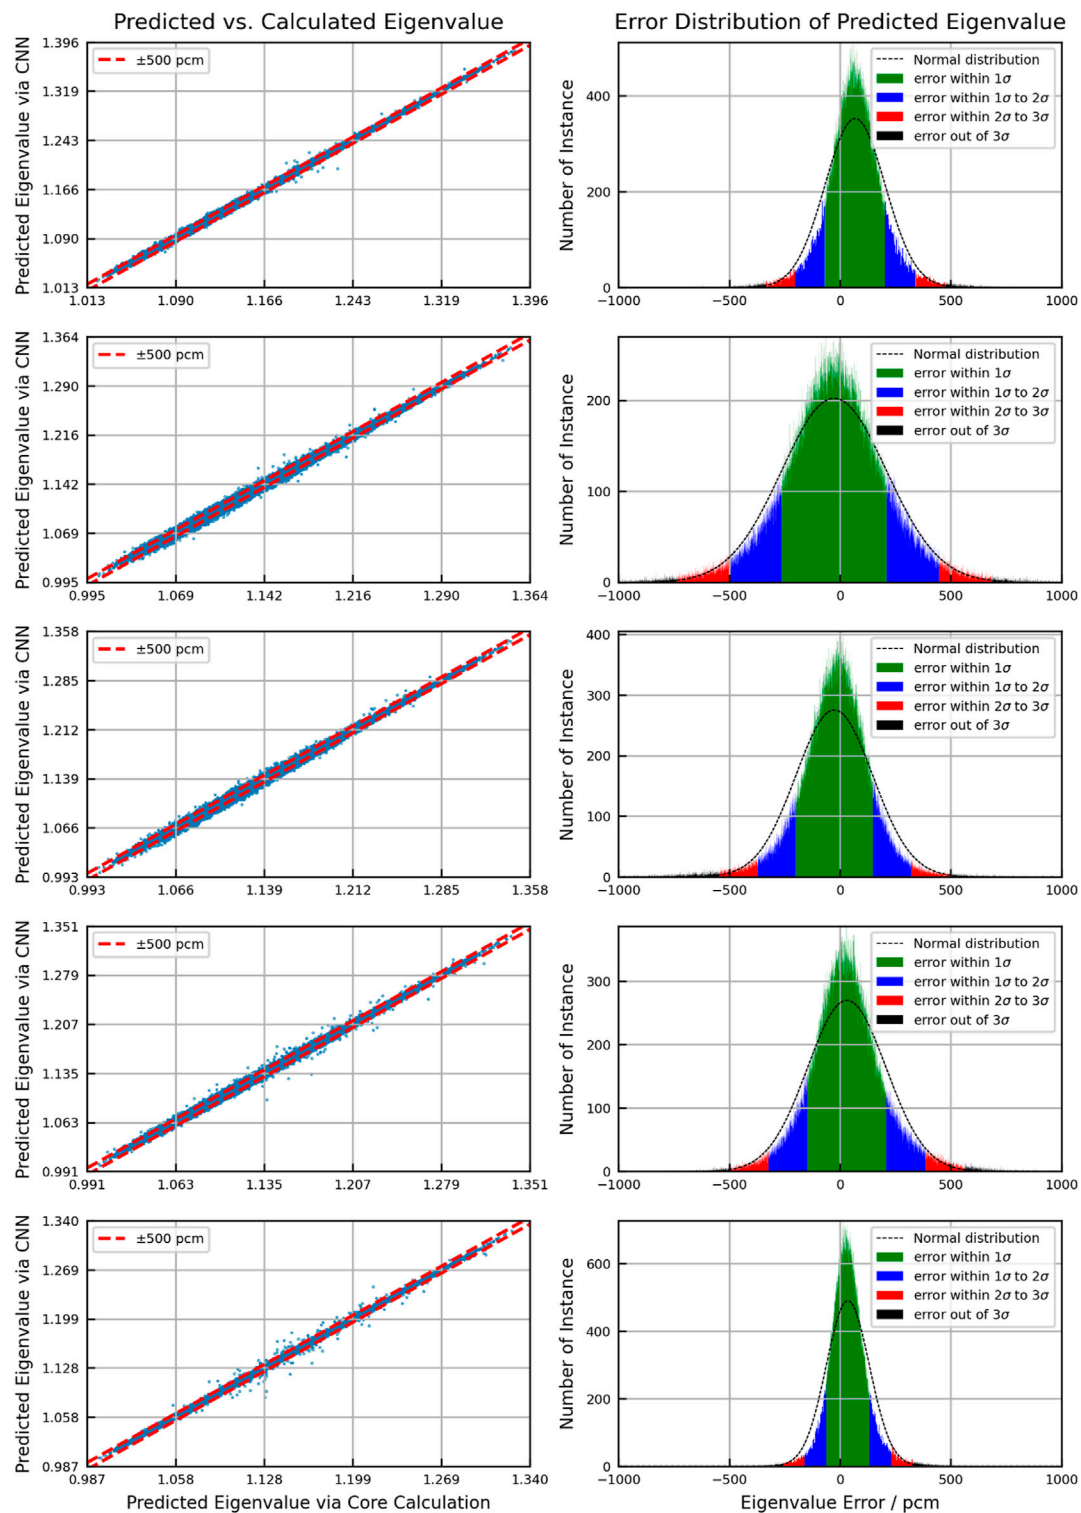 Predicted vs. Calculated Eigenvalue
Error Distribution of Predicted Eigenvalue
Predicted Eigenvalue via CNN
1.396
1.319
1.243
1.166
1.090
1.013
±500 pcm
1.013 1.090 1.166 1.243 1.319 1.396
Number of Instance
400
200
0
Normal distribution
error within 1σ
error within 1σ to 2σ
error within 2σ to 3σ
error out of 3σ
−1000 −500 0 500 1000
Predicted Eigenvalue via CNN
1.364
1.290
1.216
1.142
1.069
0.995
±500 pcm
0.995 1.069 1.142 1.216 1.290 1.364
Number of Instance
200
100
0
Normal distribution
error within 1σ
error within 1σ to 2σ
error within 2σ to 3σ
error out of 3σ
−1000 −500 0 500 1000
Predicted Eigenvalue via CNN
1.358
1.285
1.212
1.139
1.066
0.993
±500 pcm
0.993 1.066 1.139 1.212 1.285 1.358
Number of Instance
400
300
200
100
0
Normal distribution
error within 1σ
error within 1σ to 2σ
error within 2σ to 3σ
error out of 3σ
−1000 −500 0 500 1000
Predicted Eigenvalue via CNN
1.351
1.279
1.207
1.135
1.063
0.991
±500 pcm
0.991 1.063 1.135 1.207 1.279 1.351
Number of Instance
300
200
100
0
Normal distribution
error within 1σ
error within 1σ to 2σ
error within 2σ to 3σ
error out of 3σ
−1000 −500 0 500 1000
Predicted Eigenvalue via CNN
1.340
1.269
1.199
1.128
1.058
0.987
±500 pcm
0.987 1.058 1.128 1.199 1.269 1.340
Predicted Eigenvalue via Core Calculation
Number of Instance
600
400
200
0
Normal distribution
error within 1σ
error within 1σ to 2σ
error within 2σ to 3σ
error out of 3σ
−1000 −500 0 500 1000
Eigenvalue Error / pcm